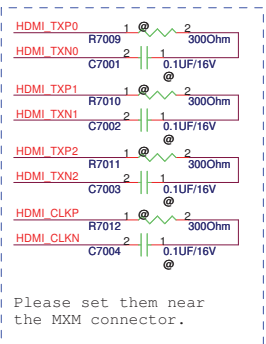 HDMI_TXP0 1 @ 2
R7009 300Ohm
HDMI_TXN0 2 1
C7001 0.1UF/16V
@
HDMI_TXP1 1 @ 2
R7010 300Ohm
HDMI_TXN1 2 1
C7002 0.1UF/16V
@
HDMI_TXP2 1 @ 2
R7011 300Ohm
HDMI_TXN2 2 1
C7003 0.1UF/16V
@
HDMI_CLKP 1 @ 2
R7012 300Ohm
HDMI_CLKN 2 1
C7004 0.1UF/16V
@
Please set them near
the MXM connector.